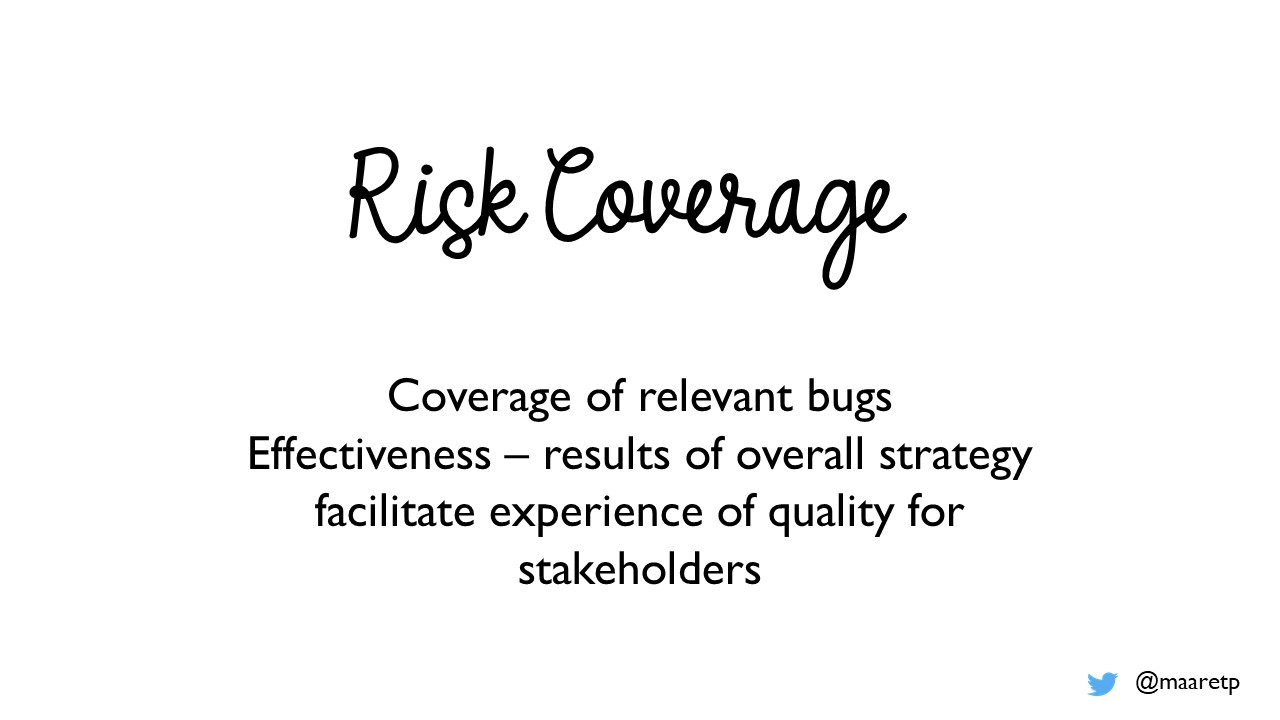 Risk Coverage
Coverage of relevant bugs
Effectiveness – results of overall strategy
facilitate experience of quality for
stakeholders
@maaretp